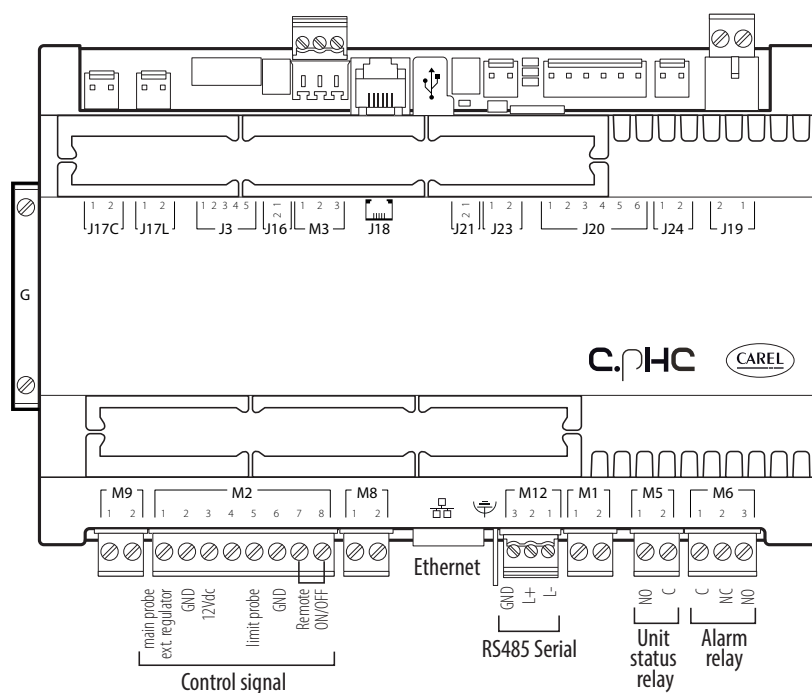 1 2
1 2
1 2 3 4 5
2 1
1 2 3
2 1
1 2
1 2 3 4 5 6
1 2
2 1
J17C J17L J3 J16 M3 J18 J21 J23 J20 J24 J19
G
C.pHC
CAREL
M9 M2 M8 M12 M1 M5 M6
1 2
1 2 3 4 5 6 7 8
1 2
3 2 1
1 2
1 2
1 2 3
Ethernet
main probe
ext. regulator
GND
12Vdc
limit probe
GND
Remote
ON/OFF
Control signal
GND
L+
L-
RS485 Serial
NO
C
Unit
status
relay
C
NC
NO
Alarm
relay